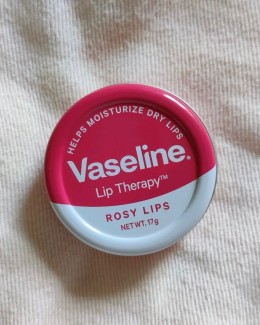 HELPS MOISTURIZE DRY LIPS
Vaseline®
Lip Therapy™
ROSY LIPS
NET WT. 17g